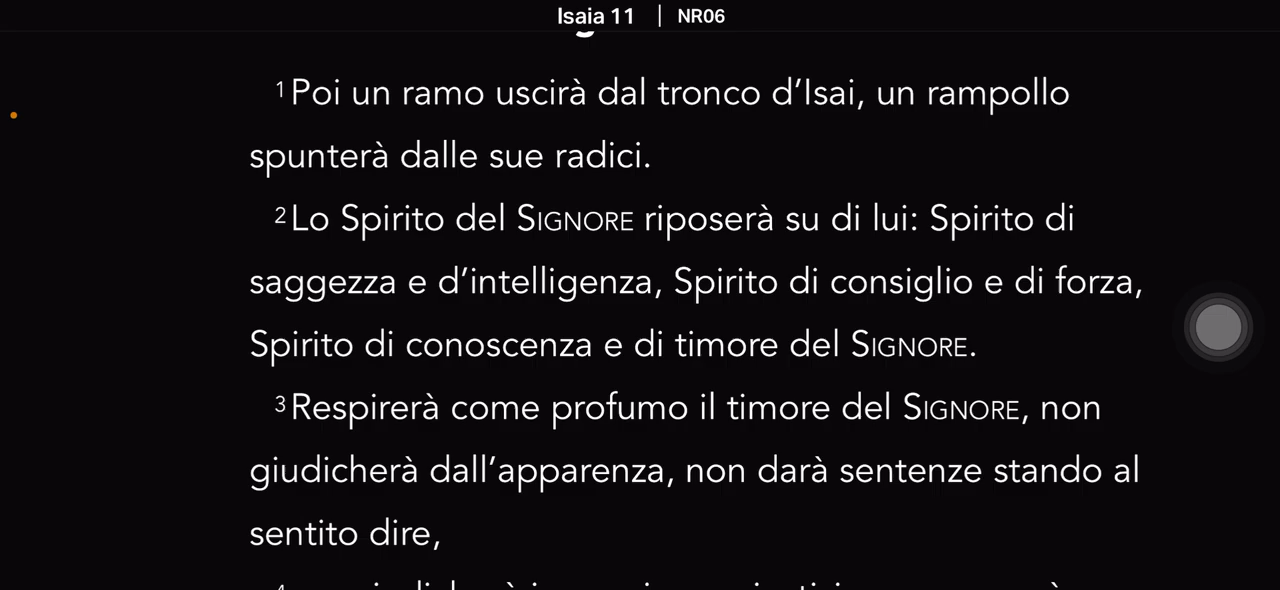 Isaia 11 | NR06
1 Poi un ramo uscirà dal tronco d’Isai, un rampollo
spunterà dalle sue radici.
2 Lo Spirito del SIGNORE riposerà su di lui: Spirito di
saggezza e d’intelligenza, Spirito di consiglio e di forza,
Spirito di conoscenza e di timore del SIGNORE.
3 Respirerà come profumo il timore del SIGNORE, non
giudicherà dall’apparenza, non darà sentenze stando al
sentito dire,